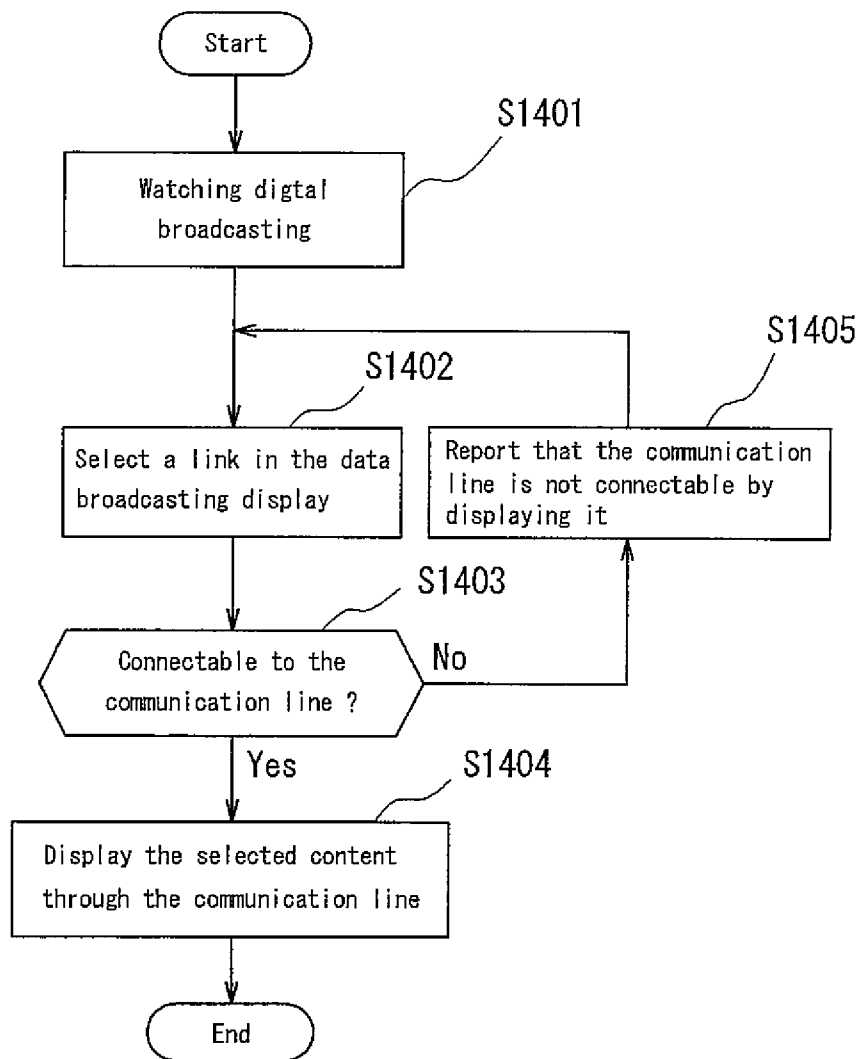 Start
S1401
Watching digtal
broadcasting
S1405
S1402
Select a link in the data
broadcasting display
Report that the communication
line is not connectable by
displaying it
S1403
Connectable to the
communication line ?
No
Yes
S1404
Display the selected content
through the communication line
End